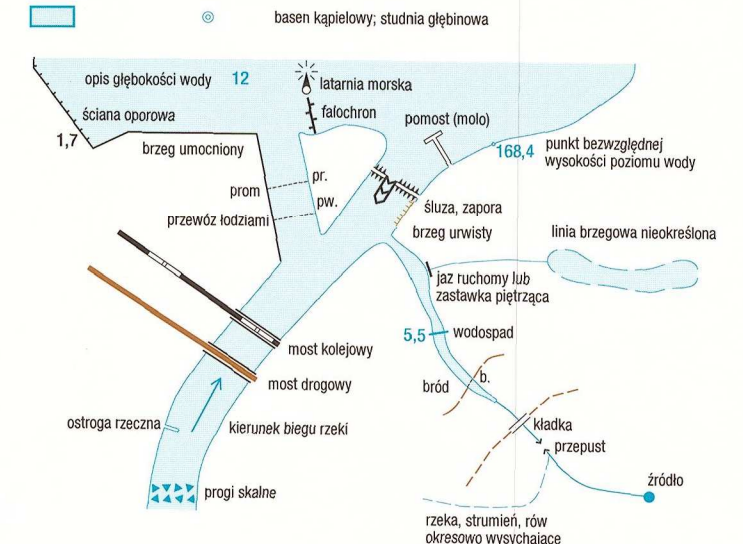 basen kąpielowy; studnia głębinowa
opis głębokości wody 12
latarnia morska
ściana oporowa
falochron
pomost (molo)
1,7
brzeg umocniony
168,4
punkt bezwzględnej
wysokości poziomu wody
pr.
prom
pw.
śluza, zapora
przewóz łodziami
brzeg urwisty
linia brzegowa nieokreślona
jaz ruchomy lub
zastawka piętrząca
5,5
wodospad
most kolejowy
b.
most drogowy
bród
ostroga rzeczna
kierunek biegu rzeki
kładka
przepust
źródło
progi skalne
rzeka, strumień, rów
okresowo wysychające